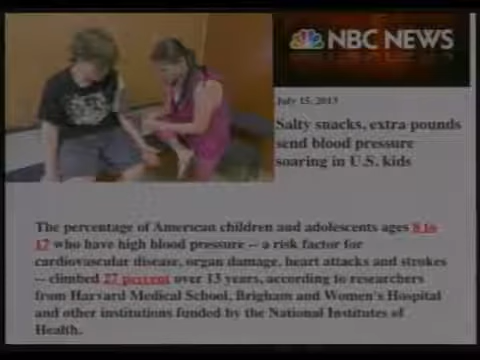 NBC NEWS
July 15, 2013
Salty snacks, extra pounds
send blood pressure
soaring in U.S. kids
The percentage of American children and adolescents ages 8 to
17 who have high blood pressure -- a risk factor for
cardiovascular disease, organ damage, heart attacks and strokes
-- climbed 27 percent over 13 years, according to researchers
from Harvard Medical School, Brigham and Women's Hospital
and other institutions funded by the National Institutes of
Health.